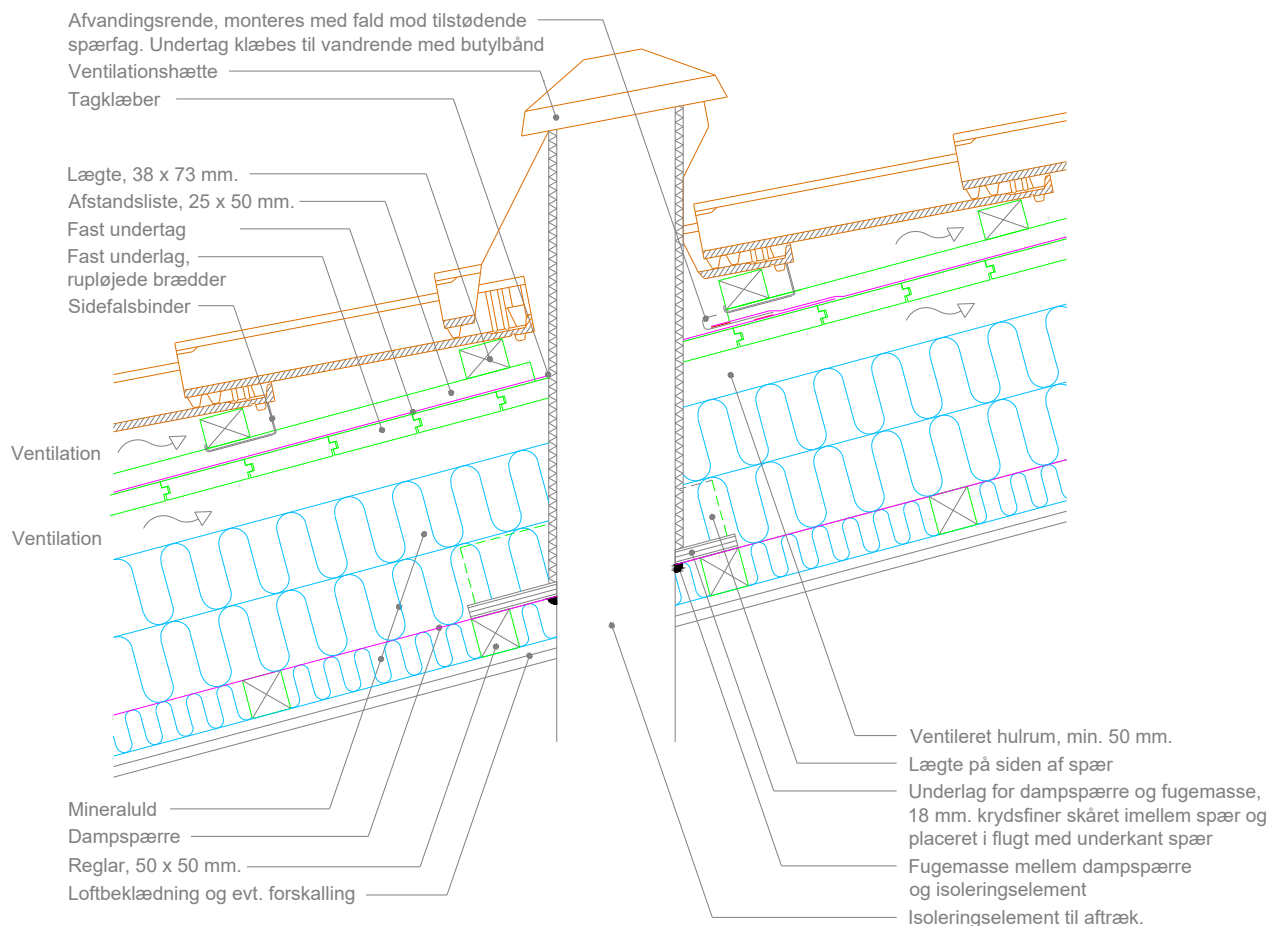 Afvandingsrende, monteres med fald mod tilstødende
spærfag. Undertag klæbes til vandrende med butylbånd
Ventilationshætte
Tagklæber
Lægte, 38 x 73 mm.
Afstandsliste, 25 x 50 mm.
Fast undertag
Fast underlag,
rupløjede brædder
Sidefalsbinder
Ventilation
Ventilation
Mineraluld
Dampspærre
Reglar, 50 x 50 mm.
Loftbeklædning og evt. forskalling
Ventileret hulrum, min. 50 mm.
Lægte på siden af spær
Underlag for dampspærre og fugemasse,
18 mm. krydsfiner skåret imellem spær og
placeret i flugt med underkant spær
Fugemasse mellem dampspærre
og isoleringselement
Isoleringselement til aftræk.